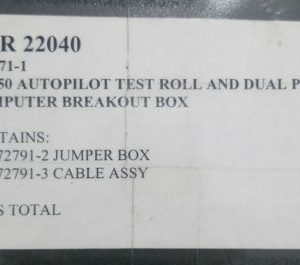 R 22040
71-1
50 AUTOPILOT TEST ROLL AND DUAL P
MPUTER BREAKOUT BOX
TAINS:
72791-2 JUMPER BOX
72791-3 CABLE ASSY
S TOTAL